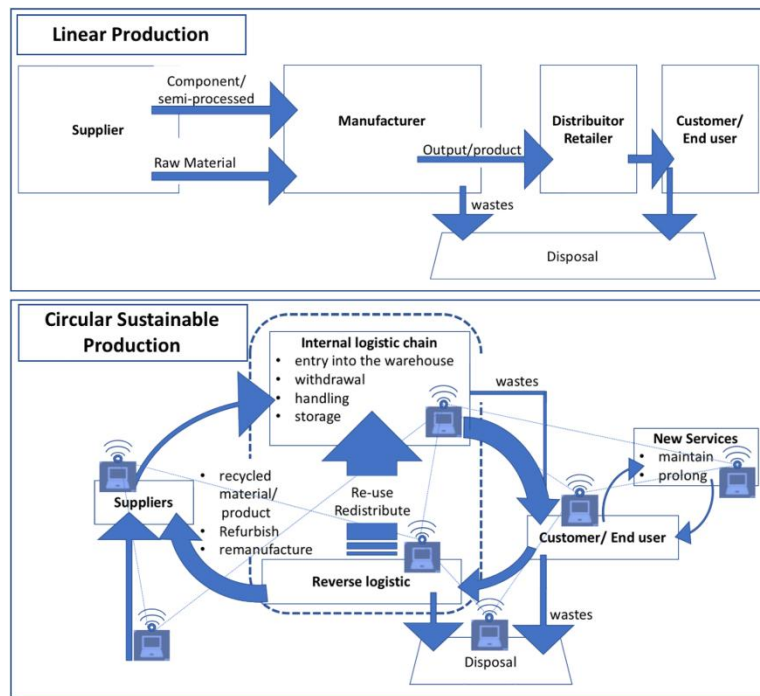 Linear Production
Component/
semi-processed
Supplier
Raw Material
Manufacturer
Output/product
wastes
Distribuitor
Retailer
Customer/
End user
Disposal
Circular Sustainable
Production
Internal logistic chain
• entry into the warehouse
• withdrawal
• handling
• storage
wastes
New Services
• maintain
• prolong
Suppliers
• recycled
material/
product
• Refurbish
• remanufacture
Re-use
Redistribute
Customer/ End user
Reverse logistic
wastes
Disposal